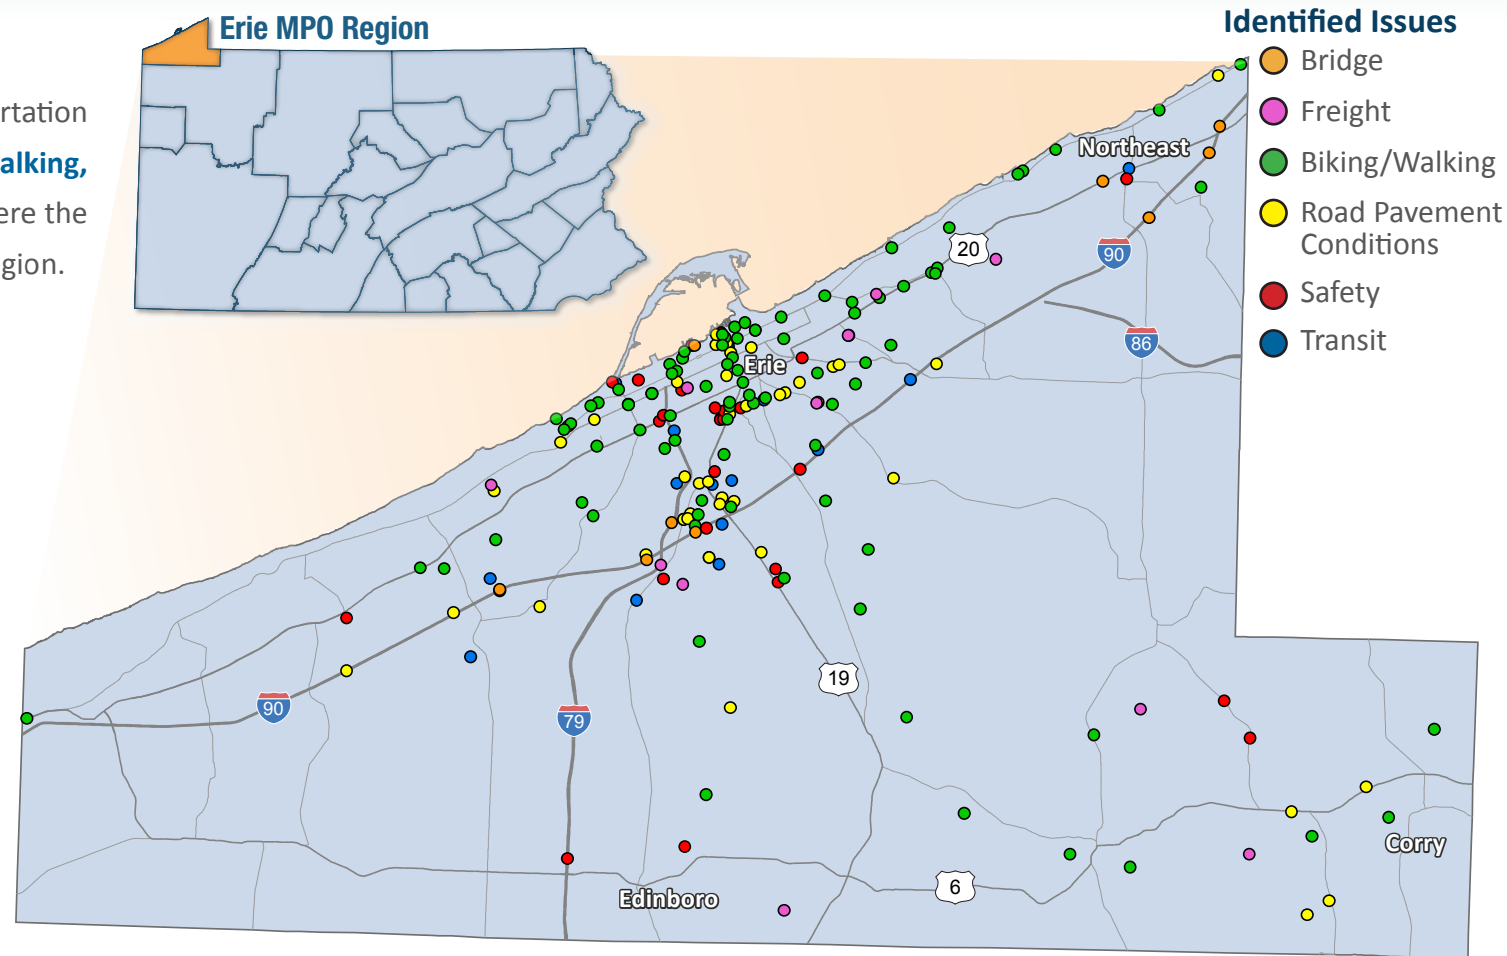 Erie MPO Region
rtation
alking,
ere the
gion.
Identified Issues
Bridge
Freight
Biking/Walking
Road Pavement
Conditions
Safety
Transit
Northeast
20
90
86
Erie
19
90
79
6
Edinboro
Corry